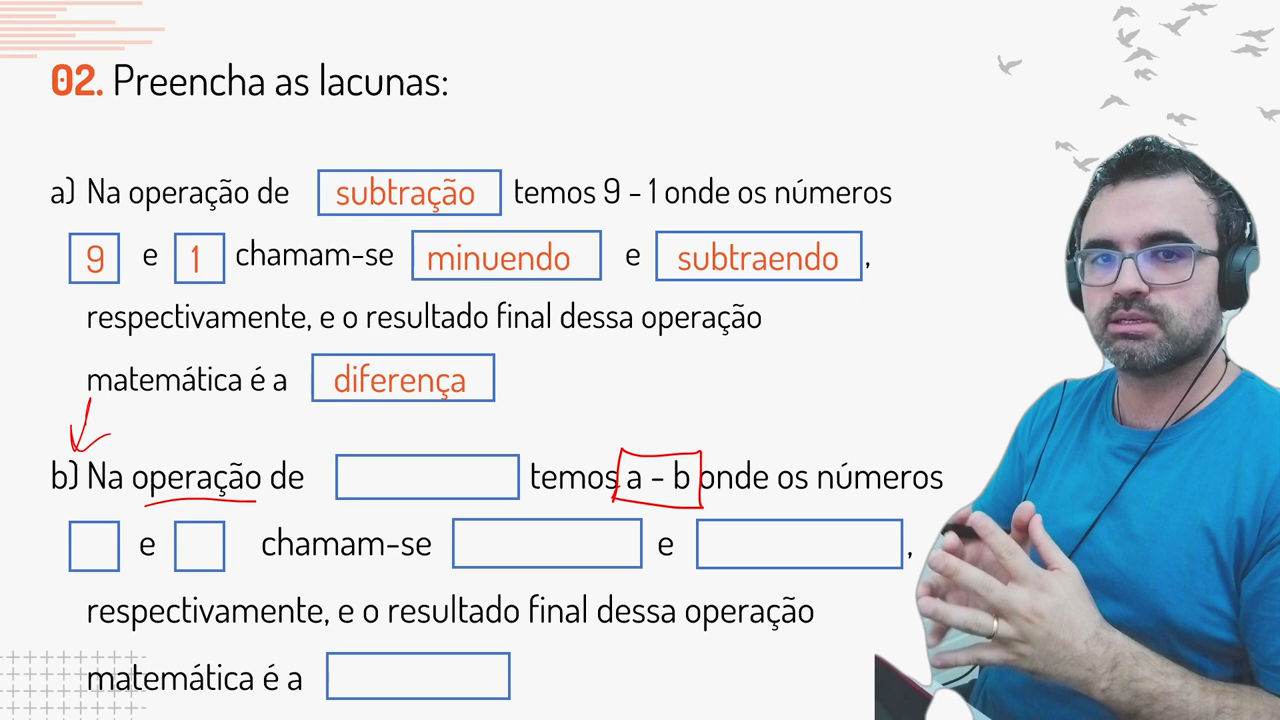 02. Preencha as lacunas:
a) Na operação de subtração temos 9 - 1 onde os números
9 e 1 chamam-se minuendo e subtraendo,
respectivamente, e o resultado final dessa operação
matemática é a diferença
b) Na operação de temos a - b onde os números
e chamam-se e ,
respectivamente, e o resultado final dessa operação
matemática é a